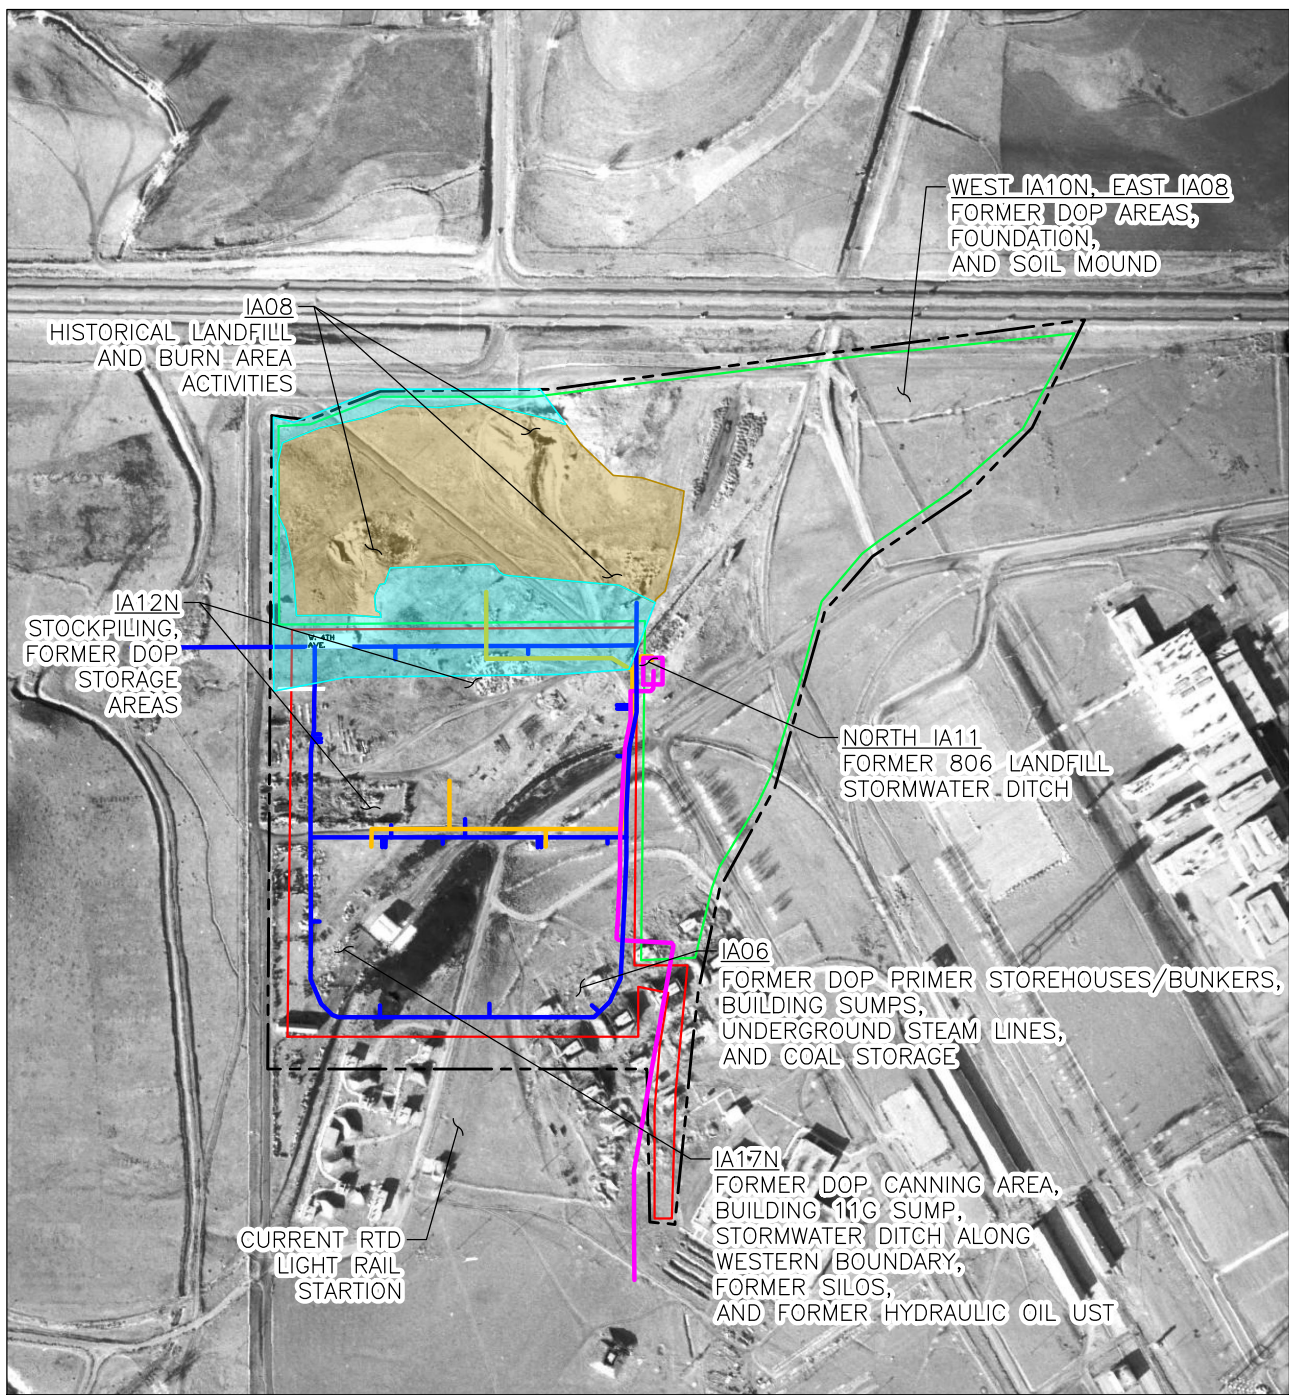 WEST IA10N, EAST IA08
FORMER DOP AREAS,
FOUNDATION,
AND SOIL MOUND
IA08
HISTORICAL LANDFILL
AND BURN AREA
ACTIVITIES
IA12N
STOCKPILING,
FORMER DOP
STORAGE
AREAS
W. 4TH
AVE.
NORTH IA11
FORMER 806 LANDFILL
STORMWATER DITCH
IA06
FORMER DOP PRIMER STOREHOUSES/BUNKERS,
BUILDING SUMPS,
UNDERGROUND STEAM LINES,
AND COAL STORAGE
IA17N
FORMER DOP CANNING AREA,
BUILDING 11G SUMP,
STORMWATER DITCH ALONG
WESTERN BOUNDARY,
FORMER SILOS,
AND FORMER HYDRAULIC OIL UST
CURRENT RTD
LIGHT RAIL
STARTION